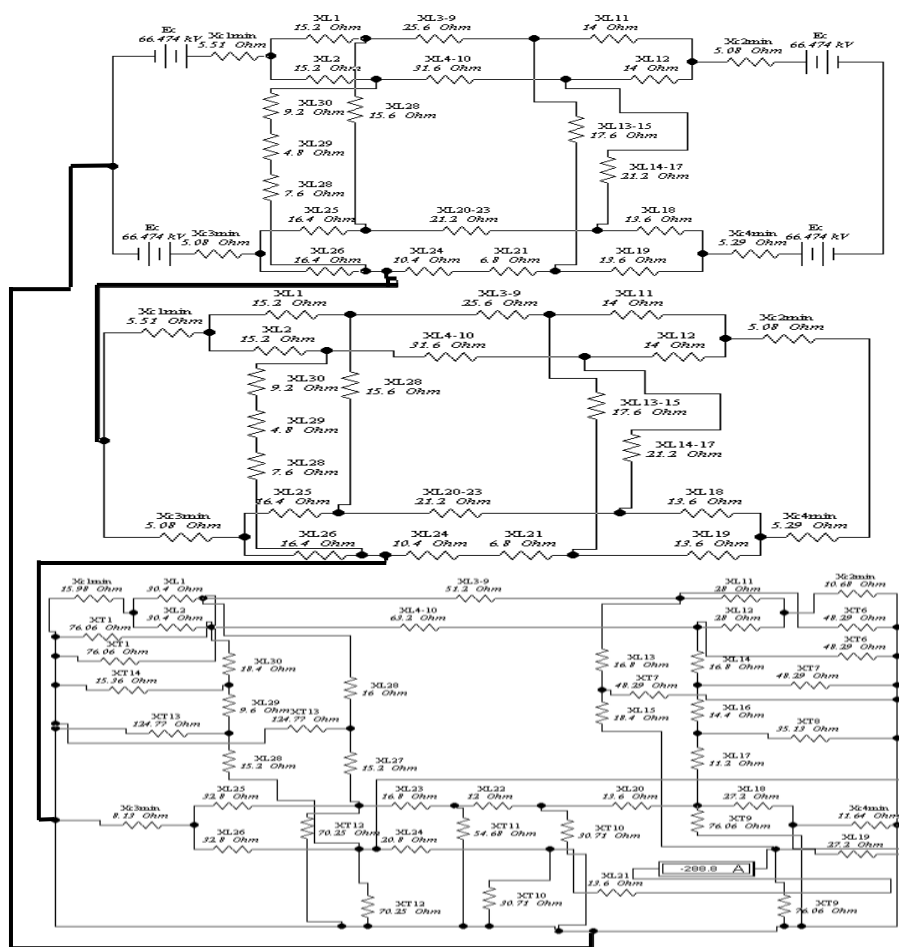 XL1
15.2 Ohm
XL3-9
25.6 Ohm
XL11
14 Ohm
Ec
66.474 kV
Xc1min
5.51 Ohm
Xc2min
5.08 Ohm
Ec
66.474 kV
XL2
15.2 Ohm
XL4-10
31.6 Ohm
XL12
14 Ohm
XL30
9.2 Ohm
XL28
15.6 Ohm
XL29
4.8 Ohm
XL13-15
17.6 Ohm
XL28
7.6 Ohm
XL14-17
21.2 Ohm
Ec
66.474 kV
Xc3min
5.08 Ohm
XL25
16.4 Ohm
XL20-23
21.2 Ohm
XL18
13.6 Ohm
Xc4min
5.29 Ohm
Ec
66.474 kV
XL26
16.4 Ohm
XL24
10.4 Ohm
XL21
6.8 Ohm
XL19
13.6 Ohm
XL1
15.2 Ohm
XL3-9
25.6 Ohm
XL11
14 Ohm
Xc1min
5.51 Ohm
Xc2min
5.08 Ohm
XL2
15.2 Ohm
XL4-10
31.6 Ohm
XL12
14 Ohm
XL30
9.2 Ohm
XL28
15.6 Ohm
XL29
4.8 Ohm
XL13-15
17.6 Ohm
XL28
7.6 Ohm
XL14-17
21.2 Ohm
Xc3min
5.08 Ohm
XL25
16.4 Ohm
XL20-23
21.2 Ohm
XL18
13.6 Ohm
Xc4min
5.29 Ohm
XL26
16.4 Ohm
XL24
10.4 Ohm
XL21
6.8 Ohm
XL19
13.6 Ohm
Xc1min
15.98 Ohm
XL1
30.4 Ohm
XL3-9
51.2 Ohm
XL11
28 Ohm
Xc2min
10.68 Ohm
XL2
30.4 Ohm
XL4-10
63.2 Ohm
XL12
28 Ohm
XT6
48.29 Ohm
XT1
76.06 Ohm
XT6
48.29 Ohm
XT1
76.06 Ohm
XL30
18.4 Ohm
XL13
16.8 Ohm
XL14
16.8 Ohm
XT14
15.36 Ohm
XL28
16 Ohm
XT7
48.29 Ohm
XT7
48.29 Ohm
XL29
9.6 Ohm
XL15
18.4 Ohm
XL16
14.4 Ohm
XT13
124.77 Ohm
XT13
124.77 Ohm
XT8
35.13 Ohm
XL28
15.2 Ohm
XL27
15.2 Ohm
XL17
11.2 Ohm
Xc3min
8.13 Ohm
XL25
32.8 Ohm
XL23
16.8 Ohm
XL22
12 Ohm
XL20
13.6 Ohm
XL18
27.2 Ohm
Xc4min
11.64 Ohm
XT12
70.25 Ohm
XT11
54.68 Ohm
XT10
30.71 Ohm
XT9
76.06 Ohm
XL26
32.8 Ohm
XL24
20.8 Ohm
XL19
27.2 Ohm
-288.8 A
XL21
13.6 Ohm
XT12
70.25 Ohm
XT10
30.71 Ohm
XT9
76.06 Ohm